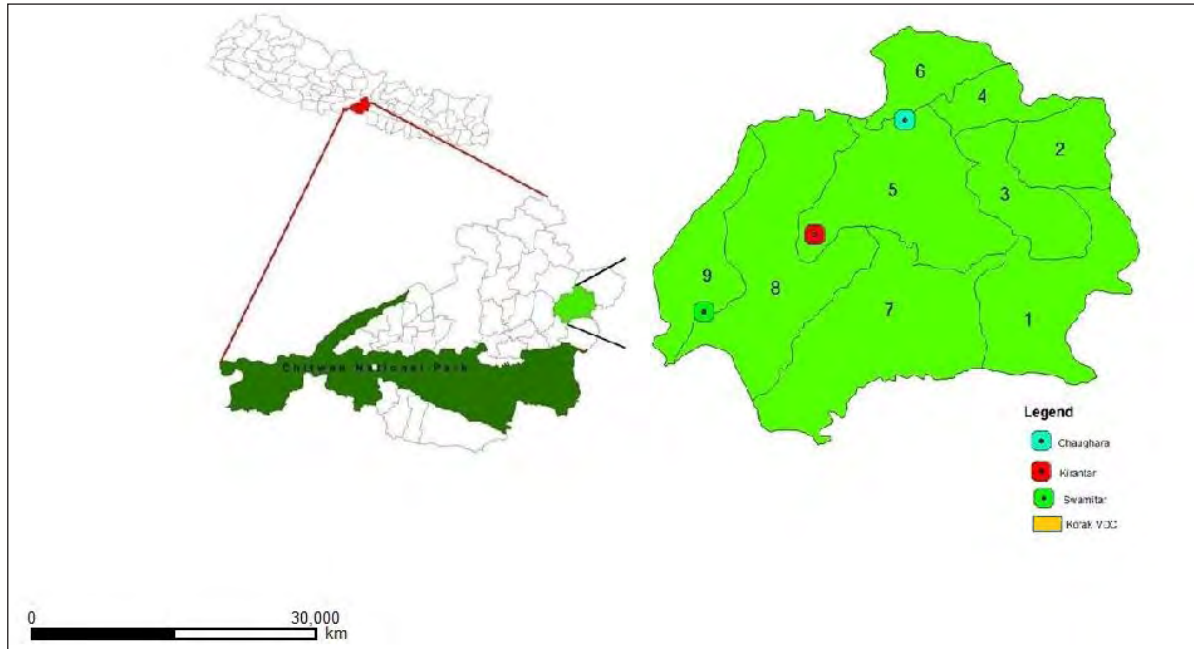 6
4
2
5
3
9
8
7
1
Chitwan National Park
Legend
Chaughara
Kirantar
Swamitar
Korak VDC
0 30,000
km